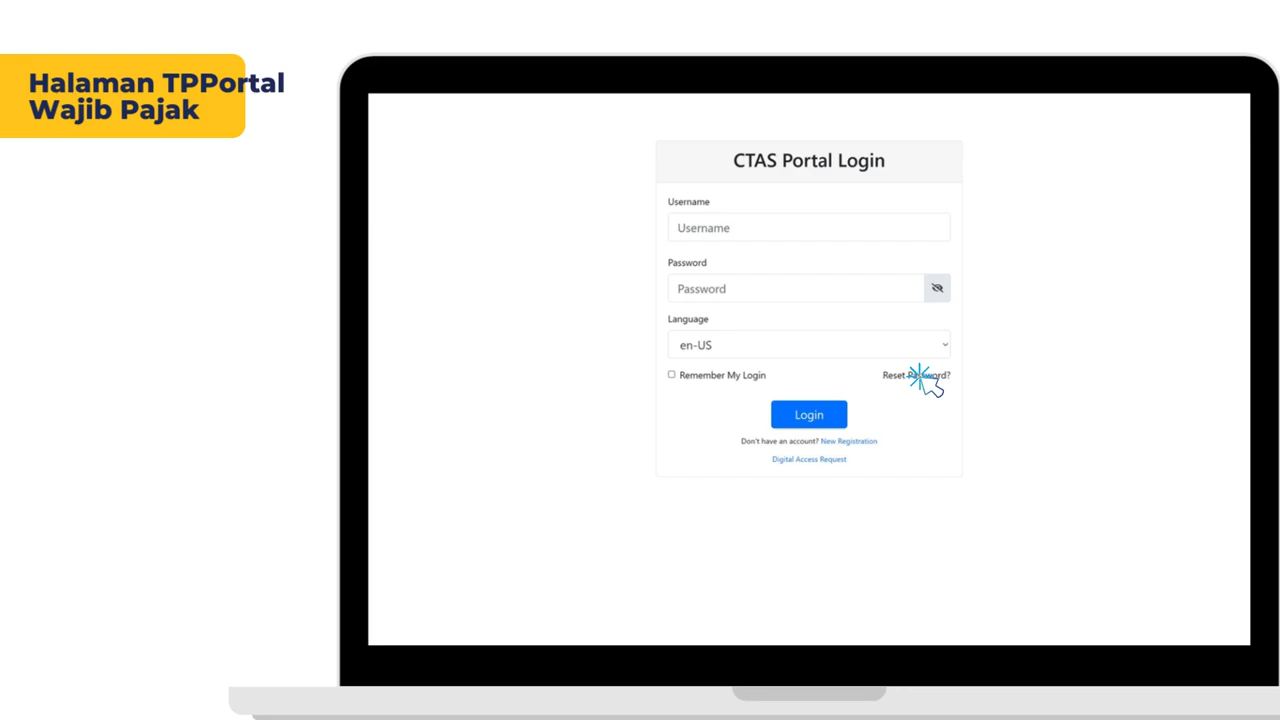 Halaman TPPortal
Wajib Pajak
CTAS Portal Login
Username
Username
Password
Password
Language
en-US
Remember My Login
Reset Password?
Login
Don't have an account? New Registration
Digital Access Request